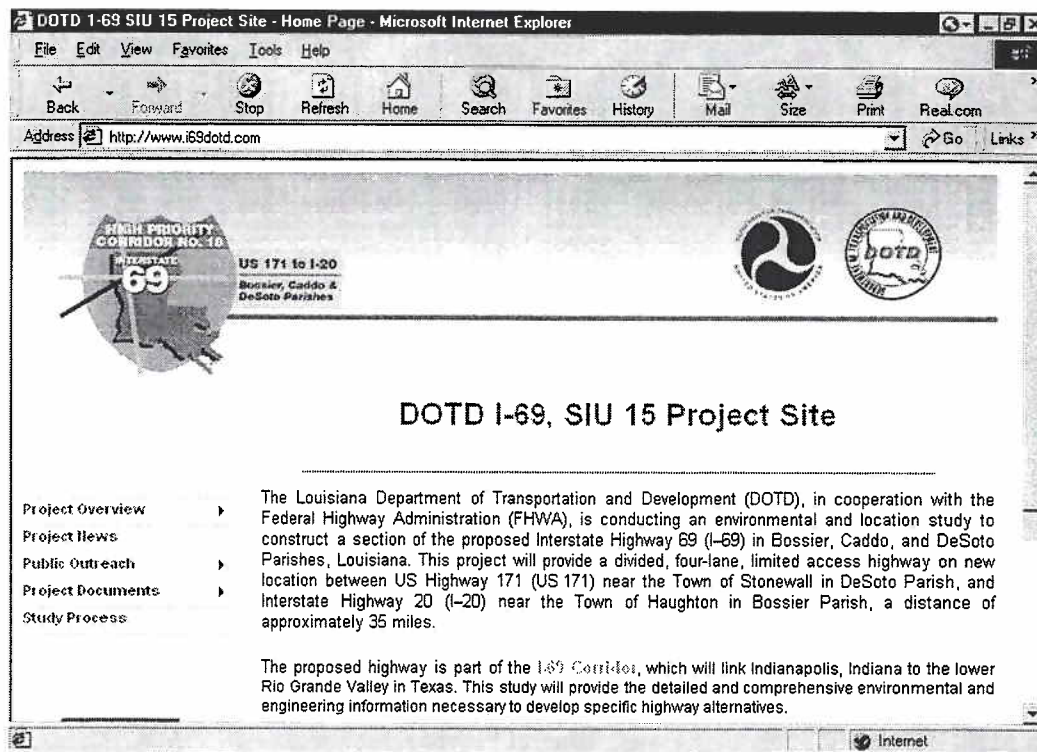 DOTD I-69 SIU 15 Project Site - Home Page - Microsoft Internet Explorer
File Edit View Favorites Tools Help
Back Forward Stop Refresh Home Search Favorites History Mail Size Print Real.com
Address http://www.i69dotd.com Go Links
HIGH PRIORITY
CORRIDOR NO. 18
INTERSTATE
69
US 171 to I-20
Bossier, Caddo &
DeSoto Parishes
DOTD
DOTD I-69, SIU 15 Project Site
Project Overview
Project News
Public Outreach
Project Documents
Study Process
The Louisiana Department of Transportation and Development (DOTD), in cooperation with the
Federal Highway Administration (FHWA), is conducting an environmental and location study to
construct a section of the proposed Interstate Highway 69 (I-69) in Bossier, Caddo, and DeSoto
Parishes, Louisiana. This project will provide a divided, four-lane, limited access highway on new
location between US Highway 171 (US 171) near the Town of Stonewall in DeSoto Parish, and
Interstate Highway 20 (I-20) near the Town of Haughton in Bossier Parish, a distance of
approximately 35 miles.
The proposed highway is part of the I-69 Corridor, which will link Indianapolis, Indiana to the lower
Rio Grande Valley in Texas. This study will provide the detailed and comprehensive environmental and
engineering information necessary to develop specific highway alternatives.
Internet